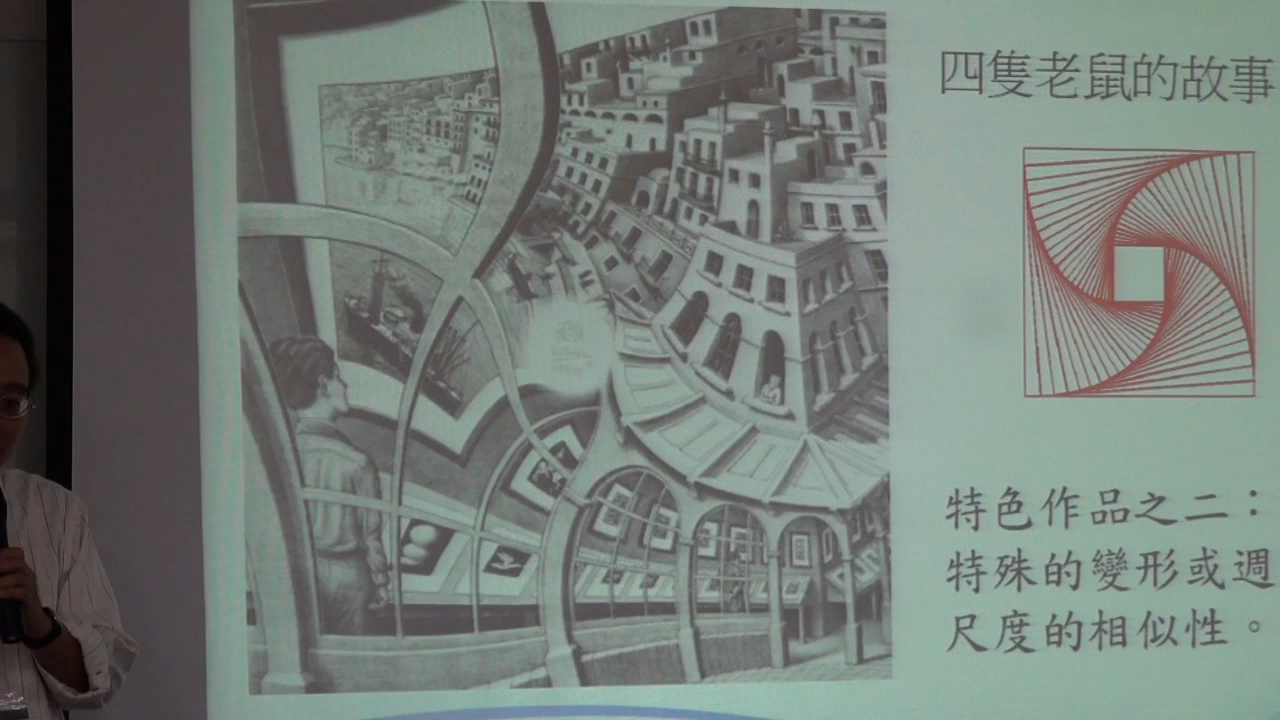 四隻老鼠的故事
特色作品之二：
特殊的變形或週
尺度的相似性。